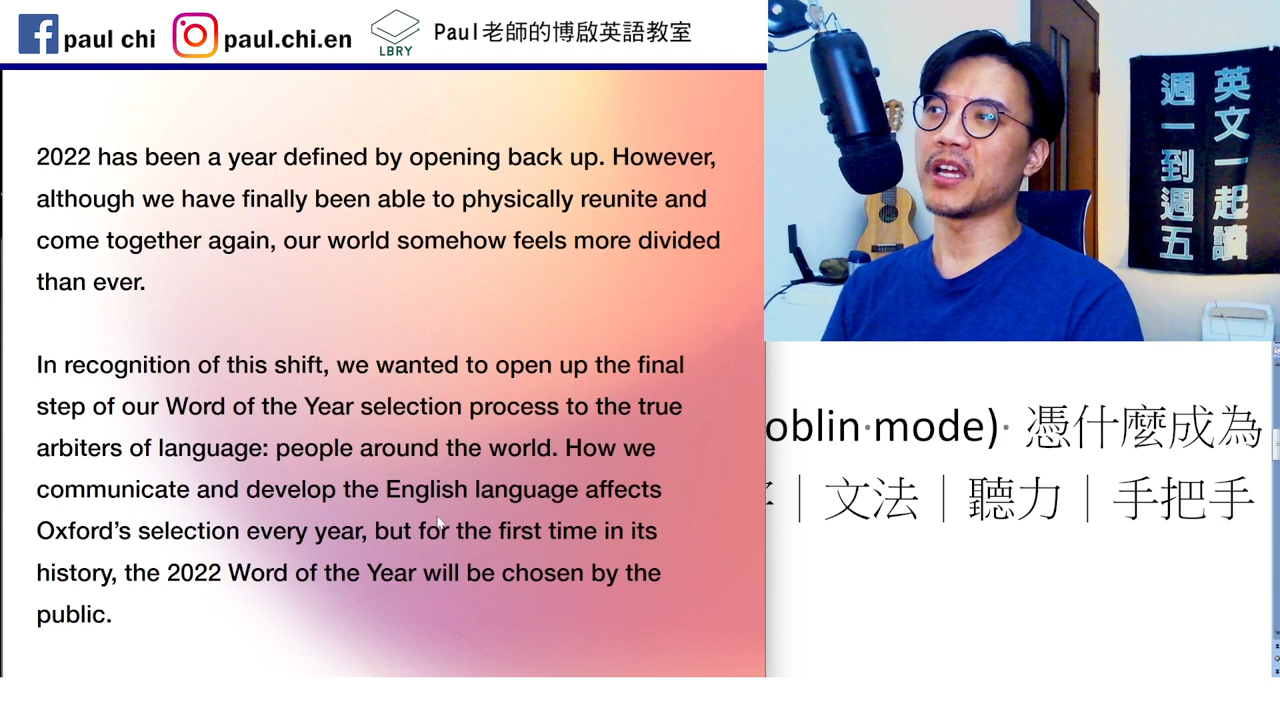 paul chi
paul.chi.en
LBRY
Paul老師的博啟英語教室
2022 has been a year defined by opening back up. However,
although we have finally been able to physically reunite and
come together again, our world somehow feels more divided
than ever.
In recognition of this shift, we wanted to open up the final
step of our Word of the Year selection process to the true
arbiters of language: people around the world. How we
communicate and develop the English language affects
Oxford's selection every year, but for the first time in its
history, the 2022 Word of the Year will be chosen by the
public.
英文一起讀
週一到週五
oblin·mode)· 憑什麼成為
｜文法｜聽力｜手把手